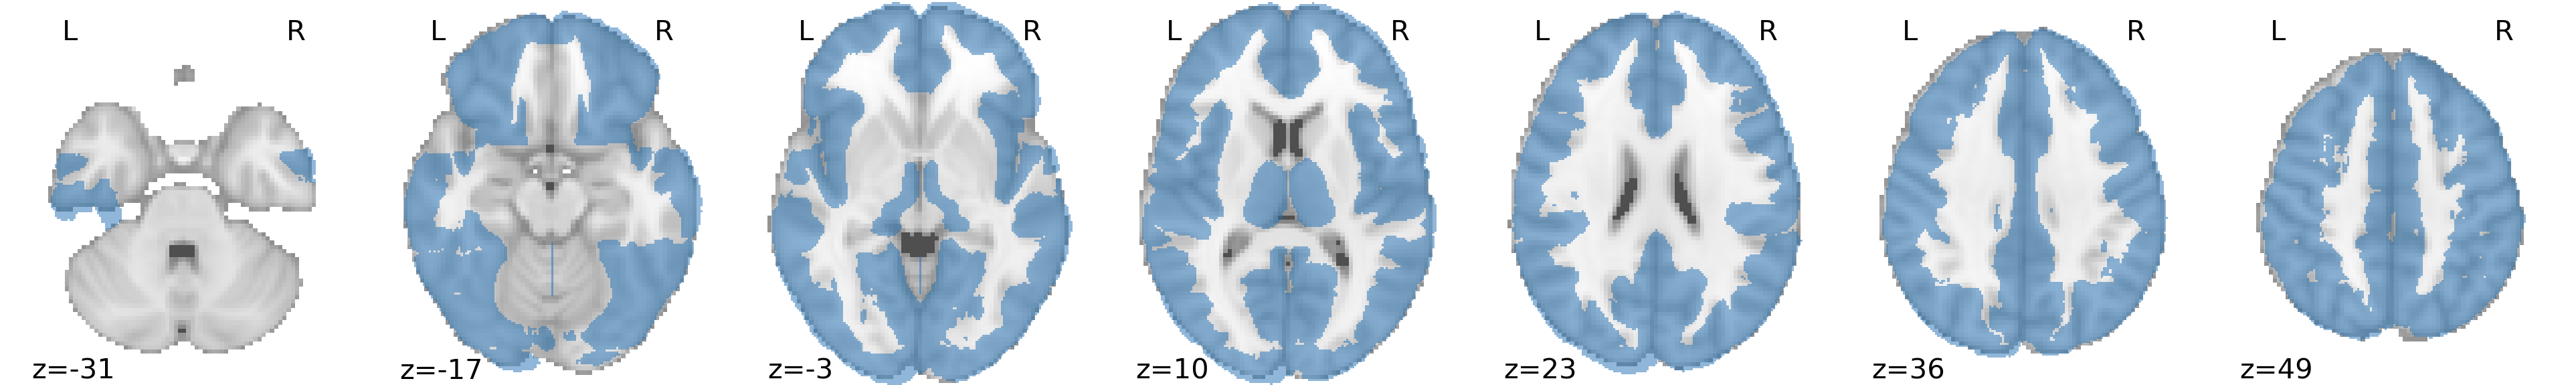 L R L R L R L R L R L R L R
z=-31 z=-17 z=-3 z=10 z=23 z=36 z=49